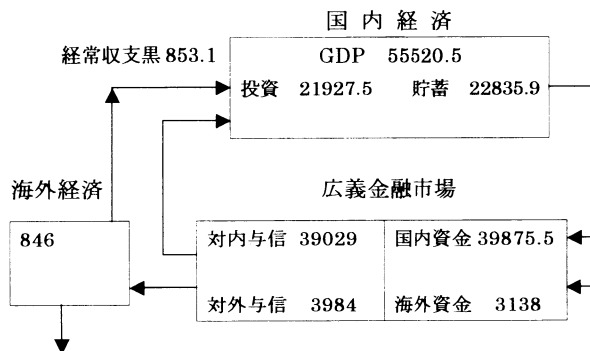 国内経済
経常収支黒 853.1
GDP 55520.5
投資 21927.5 貯蓄 22835.9
海外経済
広義金融市場
846
対内与信 39029 国内資金 39875.5
対外与信 3984 海外資金 3138